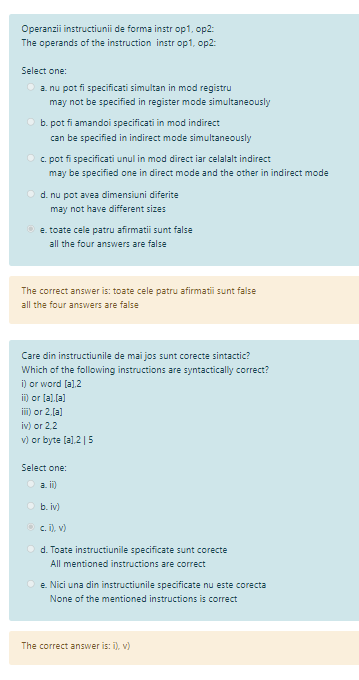 Operanzii instructiunii de forma instr op1, op2:
The operands of the instruction instr op1, op2:
Select one:
a. nu pot fi specificati simultan in mod registru
may not be specified in register mode simultaneously
b. pot fi amandoi specificati in mod indirect
can be specified in indirect mode simultaneously
c. pot fi specificati unul in mod direct iar celalalt indirect
may be specified one in direct mode and the other in indirect mode
d. nu pot avea dimensiuni diferite
may not have different sizes
e. toate cele patru afirmatii sunt false
all the four answers are false
The correct answer is: toate cele patru afirmatii sunt false
all the four answers are false
Care din instructiunile de mai jos sunt corecte sintactic?
Which of the following instructions are syntactically correct?
i) or word [a],2
ii) or [a],[a]
iii) or 2,[a]
iv) or 2,2
v) or byte [a],2 | 5
Select one:
a. ii)
b. iv)
c. i), v)
d. Toate instructiunile specificate sunt corecte
All mentioned instructions are correct
e. Nici una din instructiunile specificate nu este corecta
None of the mentioned instructions is correct
The correct answer is: i), v)